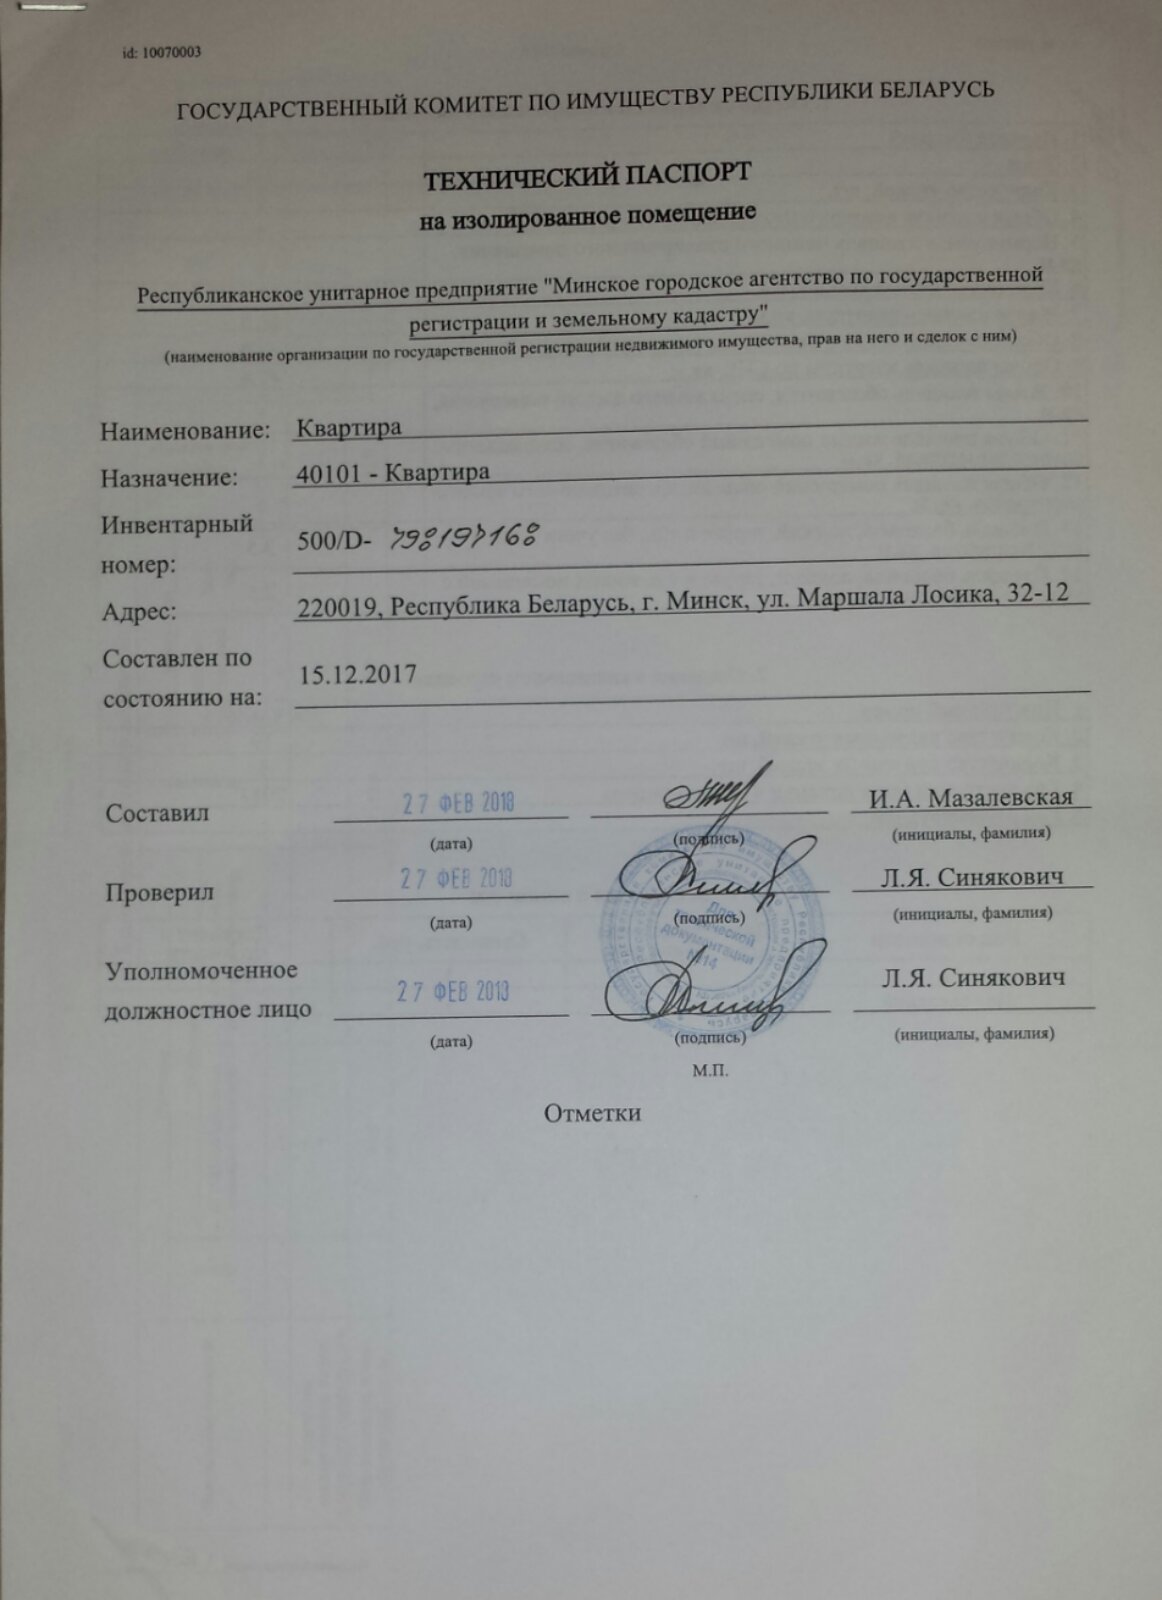 id: 10070003
ГОСУДАРСТВЕННЫЙ КОМИТЕТ ПО ИМУЩЕСТВУ РЕСПУБЛИКИ БЕЛАРУСЬ
ТЕХНИЧЕСКИЙ ПАСПОРТ
на изолированное помещение
Республиканское унитарное предприятие "Минское городское агентство по государственной
регистрации и земельному кадастру"
(наименование организации по государственной регистрации недвижимого имущества, прав на него и сделок с ним)
Наименование: Квартира
Назначение: 40101 - Квартира
Инвентарный
номер: 500/D- 798197168
Адрес: 220019, Республика Беларусь, г. Минск, ул. Маршала Лосика, 32-12
Составлен по
состоянию на: 15.12.2017
Составил 27 ФЕВ 2018 И.А. Мазалевская
(дата) (подпись) (инициалы, фамилия)
Проверил 27 ФЕВ 2018 Л.Я. Синякович
(дата) (подпись) (инициалы, фамилия)
Для
технической
документации
№14
Уполномоченное
должностное лицо 27 ФЕВ 2018 Л.Я. Синякович
(дата) (подпись) (инициалы, фамилия)
М.П.
Отметки